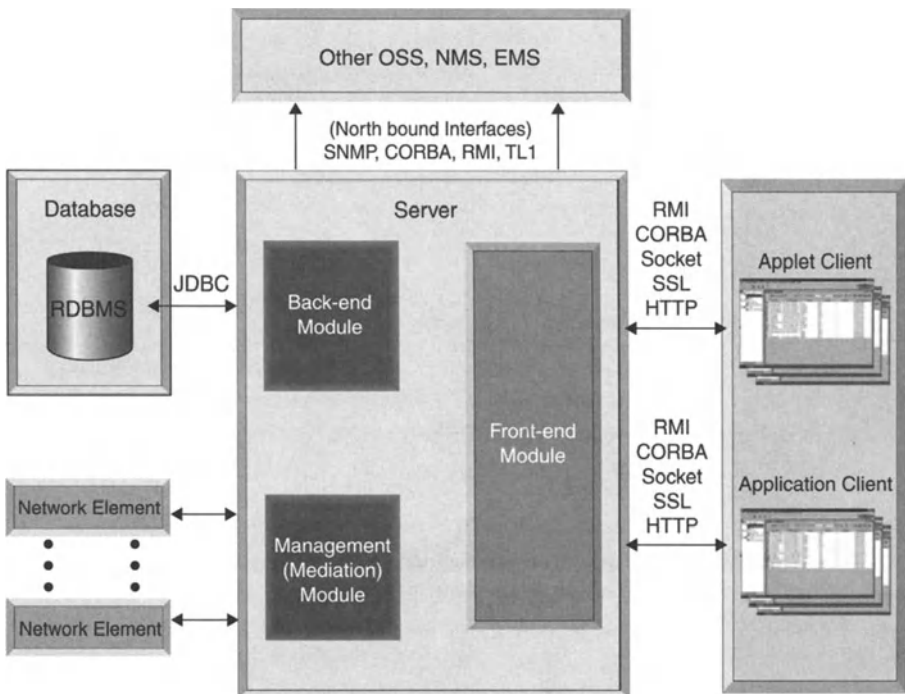 Other OSS, NMS, EMS
(North bound Interfaces)
SNMP, CORBA, RMI, TL1
Database
RDBMS
JDBC
Server
Back-end
Module
Front-end
Module
Management
(Mediation)
Module
Network Element
Network Element
RMI
CORBA
Socket
SSL
HTTP
RMI
CORBA
Socket
SSL
HTTP
Applet Client
Application Client